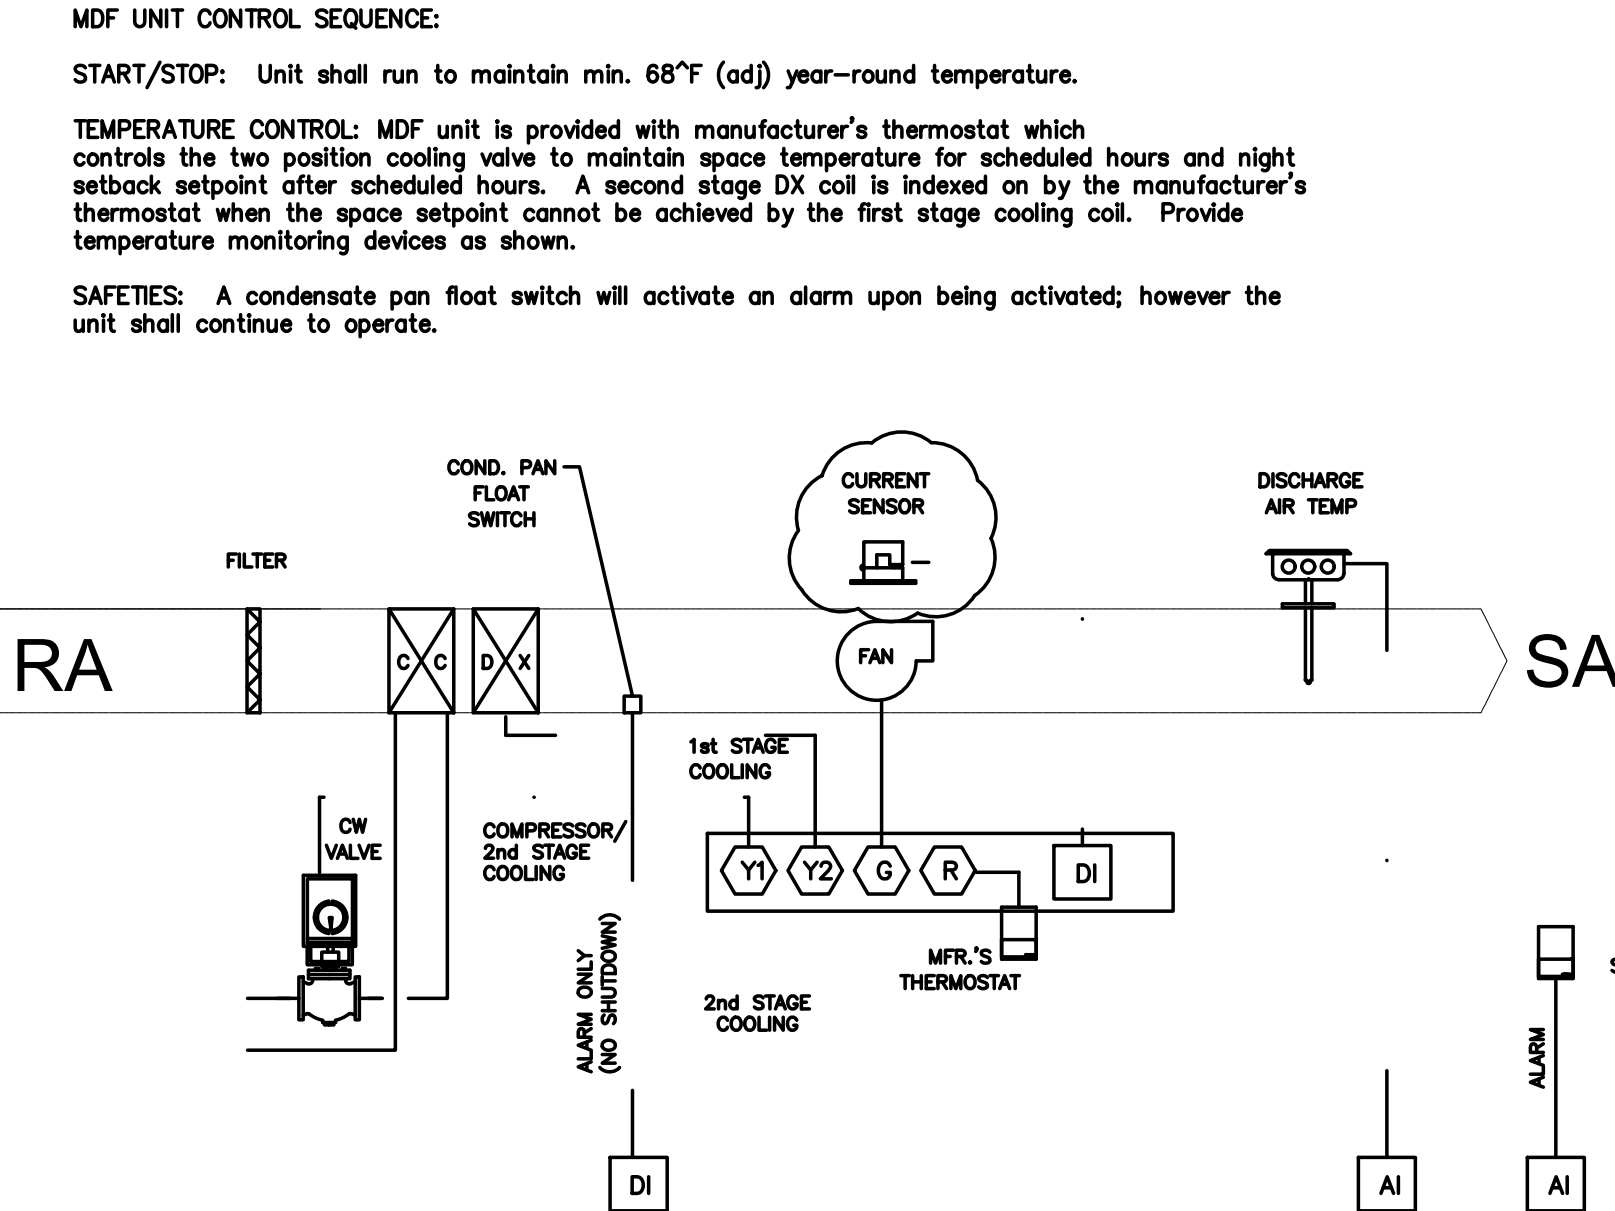 MDF UNIT CONTROL SEQUENCE:
START/STOP: Unit shall run to maintain min. 68^F (adj) year-round temperature.
TEMPERATURE CONTROL: MDF unit is provided with manufacturer's thermostat which
controls the two position cooling valve to maintain space temperature for scheduled hours and night
setback setpoint after scheduled hours. A second stage DX coil is indexed on by the manufacturer's
thermostat when the space setpoint cannot be achieved by the first stage cooling coil. Provide
temperature monitoring devices as shown.
SAFETIES: A condensate pan float switch will activate an alarm upon being activated; however the
unit shall continue to operate.
COND. PAN
FLOAT
SWITCH
CURRENT
SENSOR
DISCHARGE
AIR TEMP
FILTER
RA
C C
D X
FAN
SA
1st STAGE
COOLING
CW
VALVE
COMPRESSOR/
2nd STAGE
COOLING
Y1
Y2
G
R
DI
ALARM ONLY
(NO SHUTDOWN)
MFR.'S
THERMOSTAT
2nd STAGE
COOLING
ALARM
DI
AI
AI